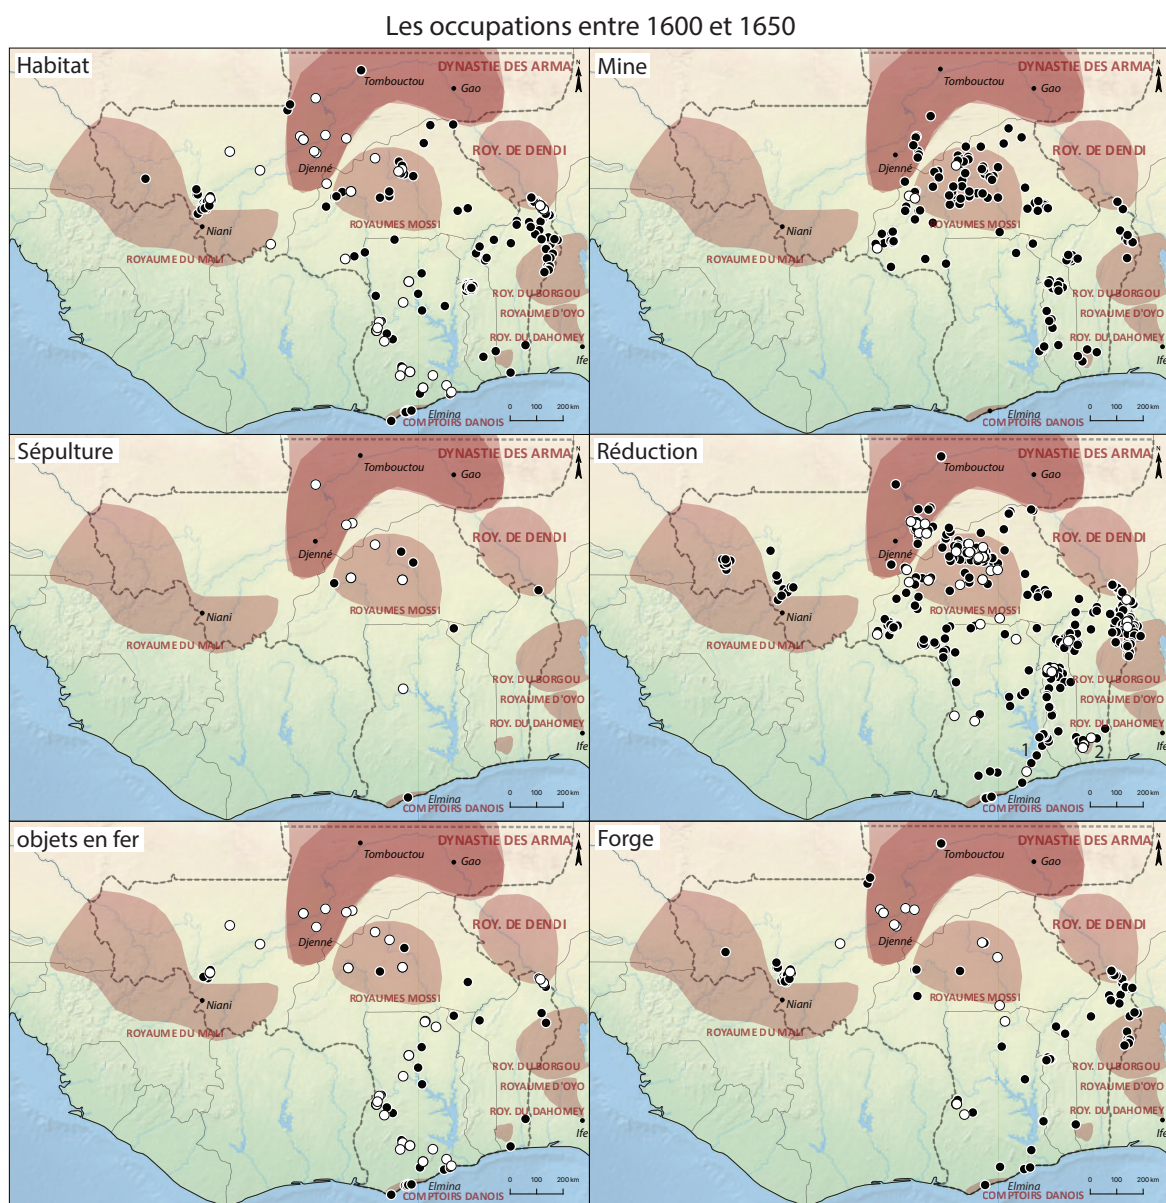 Les occupations entre 1600 et 1650
Habitat
DYNASTIE DES ARMA
N
Tombouctou
Gao
ROY. DE DENDI
Djenné
ROYAUMES MOSSI
Niani
ROYAUME DU MALI
ROY. DU BORGOU
ROYAUME D'OYO
ROY. DU DAHOMEY
Ife
Elmina
COMPTOIRS DANOIS
0 200 km
Mine
DYNASTIE DES ARMA
N
Tombouctou
Gao
ROY. DE DENDI
Djenné
ROYAUMES MOSSI
Niani
ROYAUME DU MALI
ROY. DU BORGOU
ROYAUME D'OYO
ROY. DU DAHOMEY
Ife
Elmina
COMPTOIRS DANOIS
0 200 km
Sépulture
DYNASTIE DES ARMA
N
Tombouctou
Gao
ROY. DE DENDI
Djenné
ROYAUMES MOSSI
Niani
ROYAUME DU MALI
ROY. DU BORGOU
ROYAUME D'OYO
ROY. DU DAHOMEY
Ife
Elmina
COMPTOIRS DANOIS
0 200 km
Réduction
DYNASTIE DES ARMA
N
Tombouctou
Gao
ROY. DE DENDI
Djenné
ROYAUMES MOSSI
Niani
ROYAUME DU MALI
ROY. DU BORGOU
ROYAUME D'OYO
ROY. DU DAHOMEY
Ife
1
2
Elmina
COMPTOIRS DANOIS
0 200 km
objets en fer
DYNASTIE DES ARMA
N
Tombouctou
Gao
ROY. DE DENDI
Djenné
ROYAUMES MOSSI
Niani
ROYAUME DU MALI
ROY. DU BORGOU
ROYAUME D'OYO
ROY. DU DAHOMEY
Ife
Elmina
COMPTOIRS DANOIS
0 200 km
Forge
DYNASTIE DES ARMA
N
Tombouctou
Gao
ROY. DE DENDI
Djenné
ROYAUMES MOSSI
Niani
ROYAUME DU MALI
ROY. DU BORGOU
ROYAUME D'OYO
ROY. DU DAHOMEY
Ife
Elmina
COMPTOIRS DANOIS
0 200 km